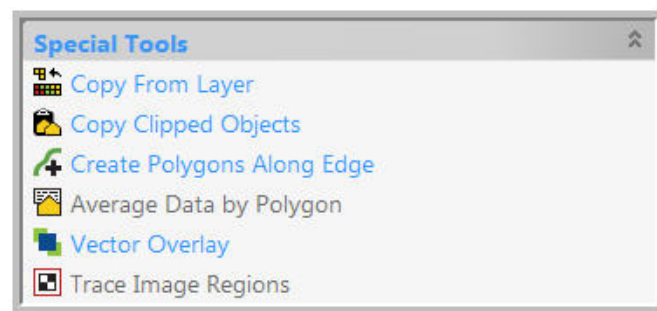 Special Tools
Copy From Layer
Copy Clipped Objects
Create Polygons Along Edge
Average Data by Polygon
Vector Overlay
Trace Image Regions